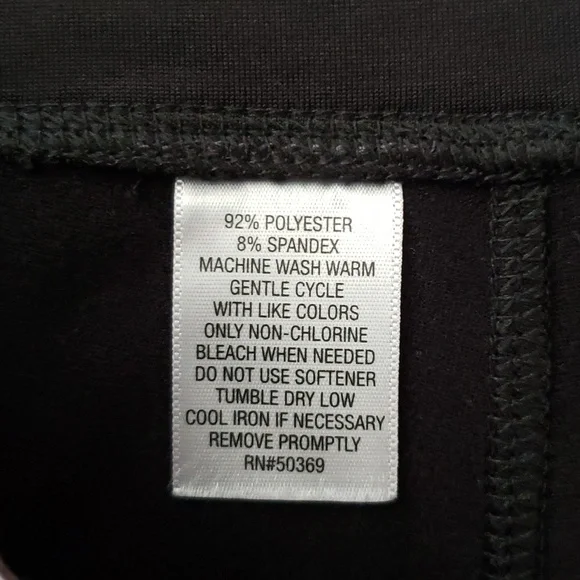 92% POLYESTER
8% SPANDEX
MACHINE WASH WARM
GENTLE CYCLE
WITH LIKE COLORS
ONLY NON-CHLORINE
BLEACH WHEN NEEDED
DO NOT USE SOFTENER
TUMBLE DRY LOW
COOL IRON IF NECESSARY
REMOVE PROMPTLY
RN#50369